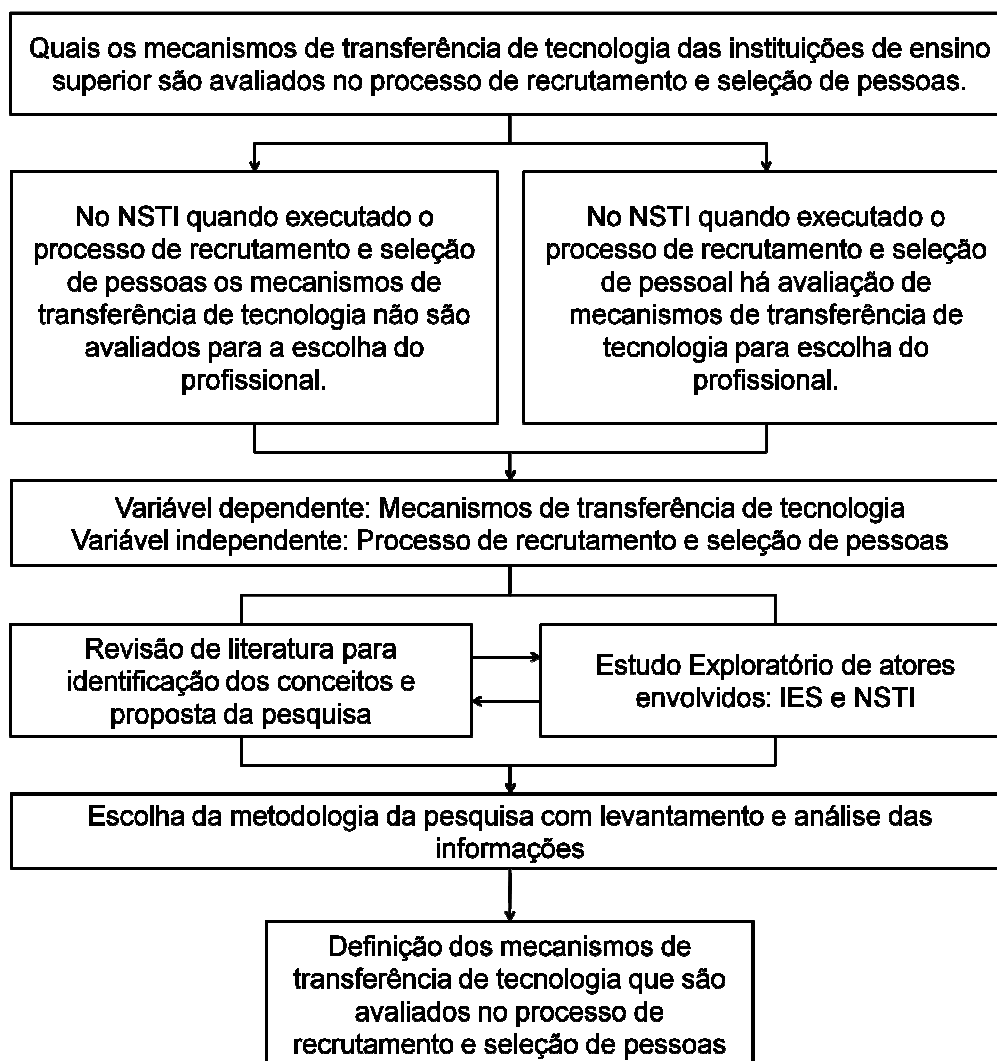 Quais os mecanismos de transferência de tecnologia das instituições de ensino
superior são avaliados no processo de recrutamento e seleção de pessoas.
No NSTI quando executado o
processo de recrutamento e seleção
de pessoas os mecanismos de
transferência de tecnologia não são
avaliados para a escolha do
profissional.
No NSTI quando executado o
processo de recrutamento e seleção
de pessoal há avaliação de
mecanismos de transferência de
tecnologia para escolha do
profissional.
Variável dependente: Mecanismos de transferência de tecnologia
Variável independente: Processo de recrutamento e seleção de pessoas
Revisão de literatura para
identificação dos conceitos e
proposta da pesquisa
Estudo Exploratório de atores
envolvidos: IES e NSTI
Escolha da metodologia da pesquisa com levantamento e análise das
informações
Definição dos mecanismos de
transferência de tecnologia que são
avaliados no processo de
recrutamento e seleção de pessoas